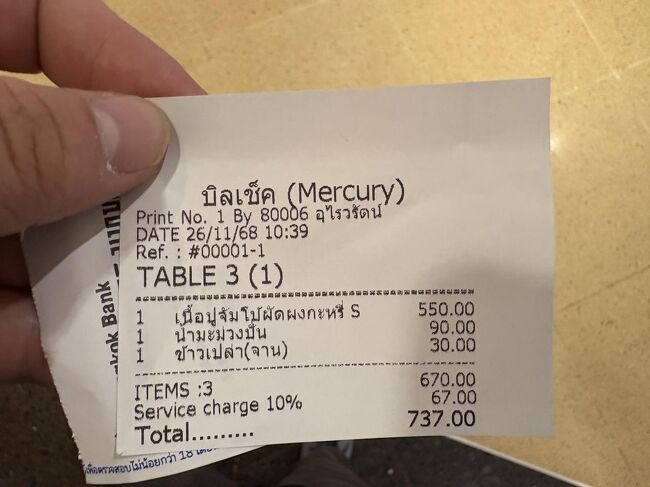 บิลเช็ค (Mercury)
Print No. 1 By 80006 อุไรวรัตน์
DATE 26/11/68 10:39
Ref. : #00001-1
TABLE 3 (1)
1 เนื้อปูจัมโบ้ผัดผงกะหรี่ S 550.00
1 น้ำมะม่วงปั่น 90.00
1 ข้าวเปล่า(จาน) 30.00
ITEMS :3 670.00
Service charge 10% 67.00
Total......... 737.00
kok Bank